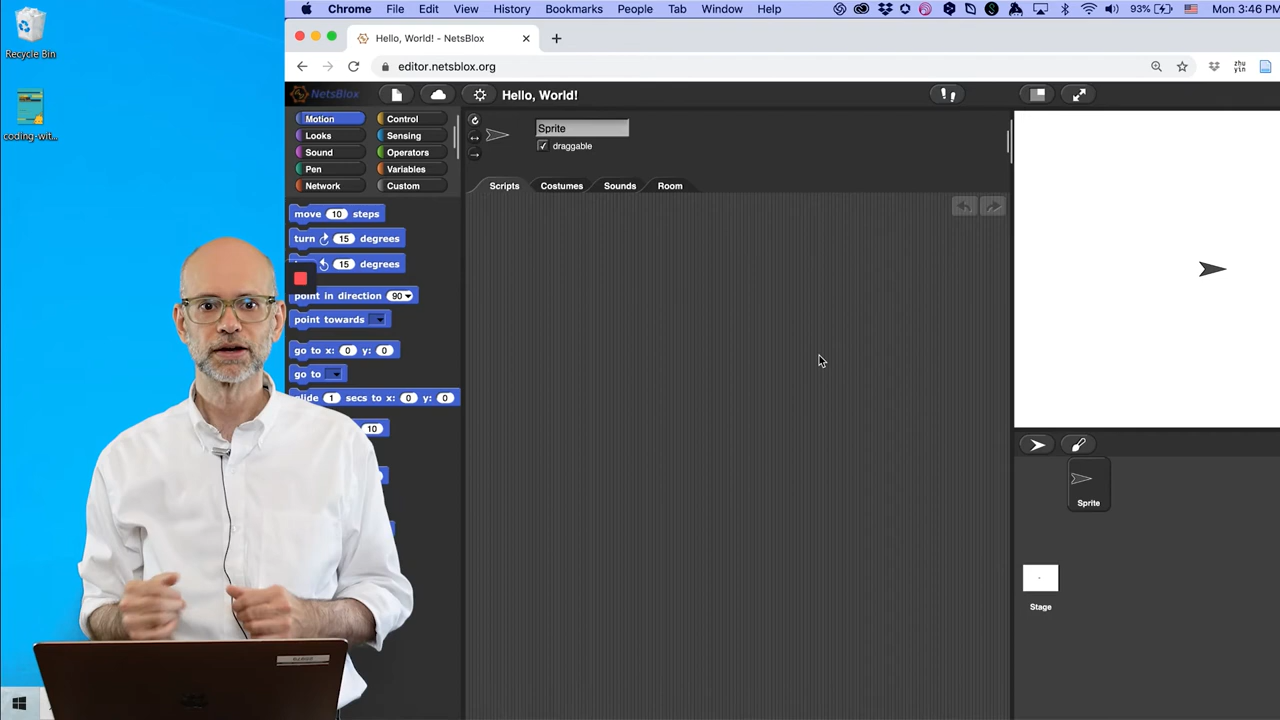 Recycle Bin
coding-wit...
Chrome File Edit View History Bookmarks People Tab Window Help 93% Mon 3:46 PM
Hello, World! - NetsBlox
editor.netsblox.org
NetsBlox
Hello, World!
Motion Control
Looks Sensing
Sound Operators
Pen Variables
Network Custom
Sprite
draggable
Scripts Costumes Sounds Room
move 10 steps
turn 15 degrees
15 degrees
point in direction 90
point towards
go to x: 0 y: 0
go to
glide 1 secs to x: 0 y: 0
10
Sprite
Stage